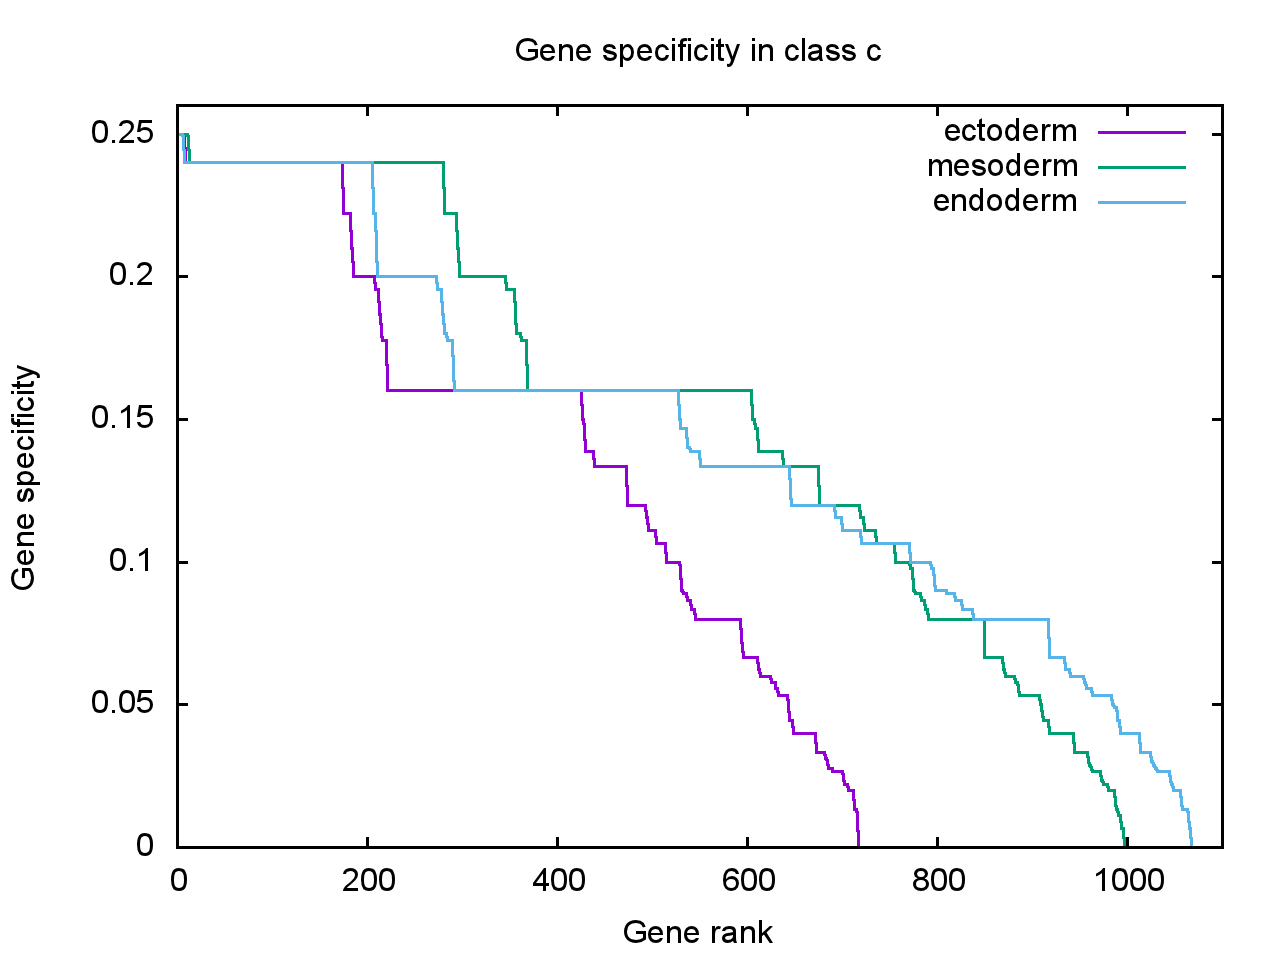 Gene specificity in class c
ectoderm
mesoderm
endoderm
0.25
0.2
0.15
0.1
0.05
0
Gene specificity
0
200
400
600
800
1000
Gene rank